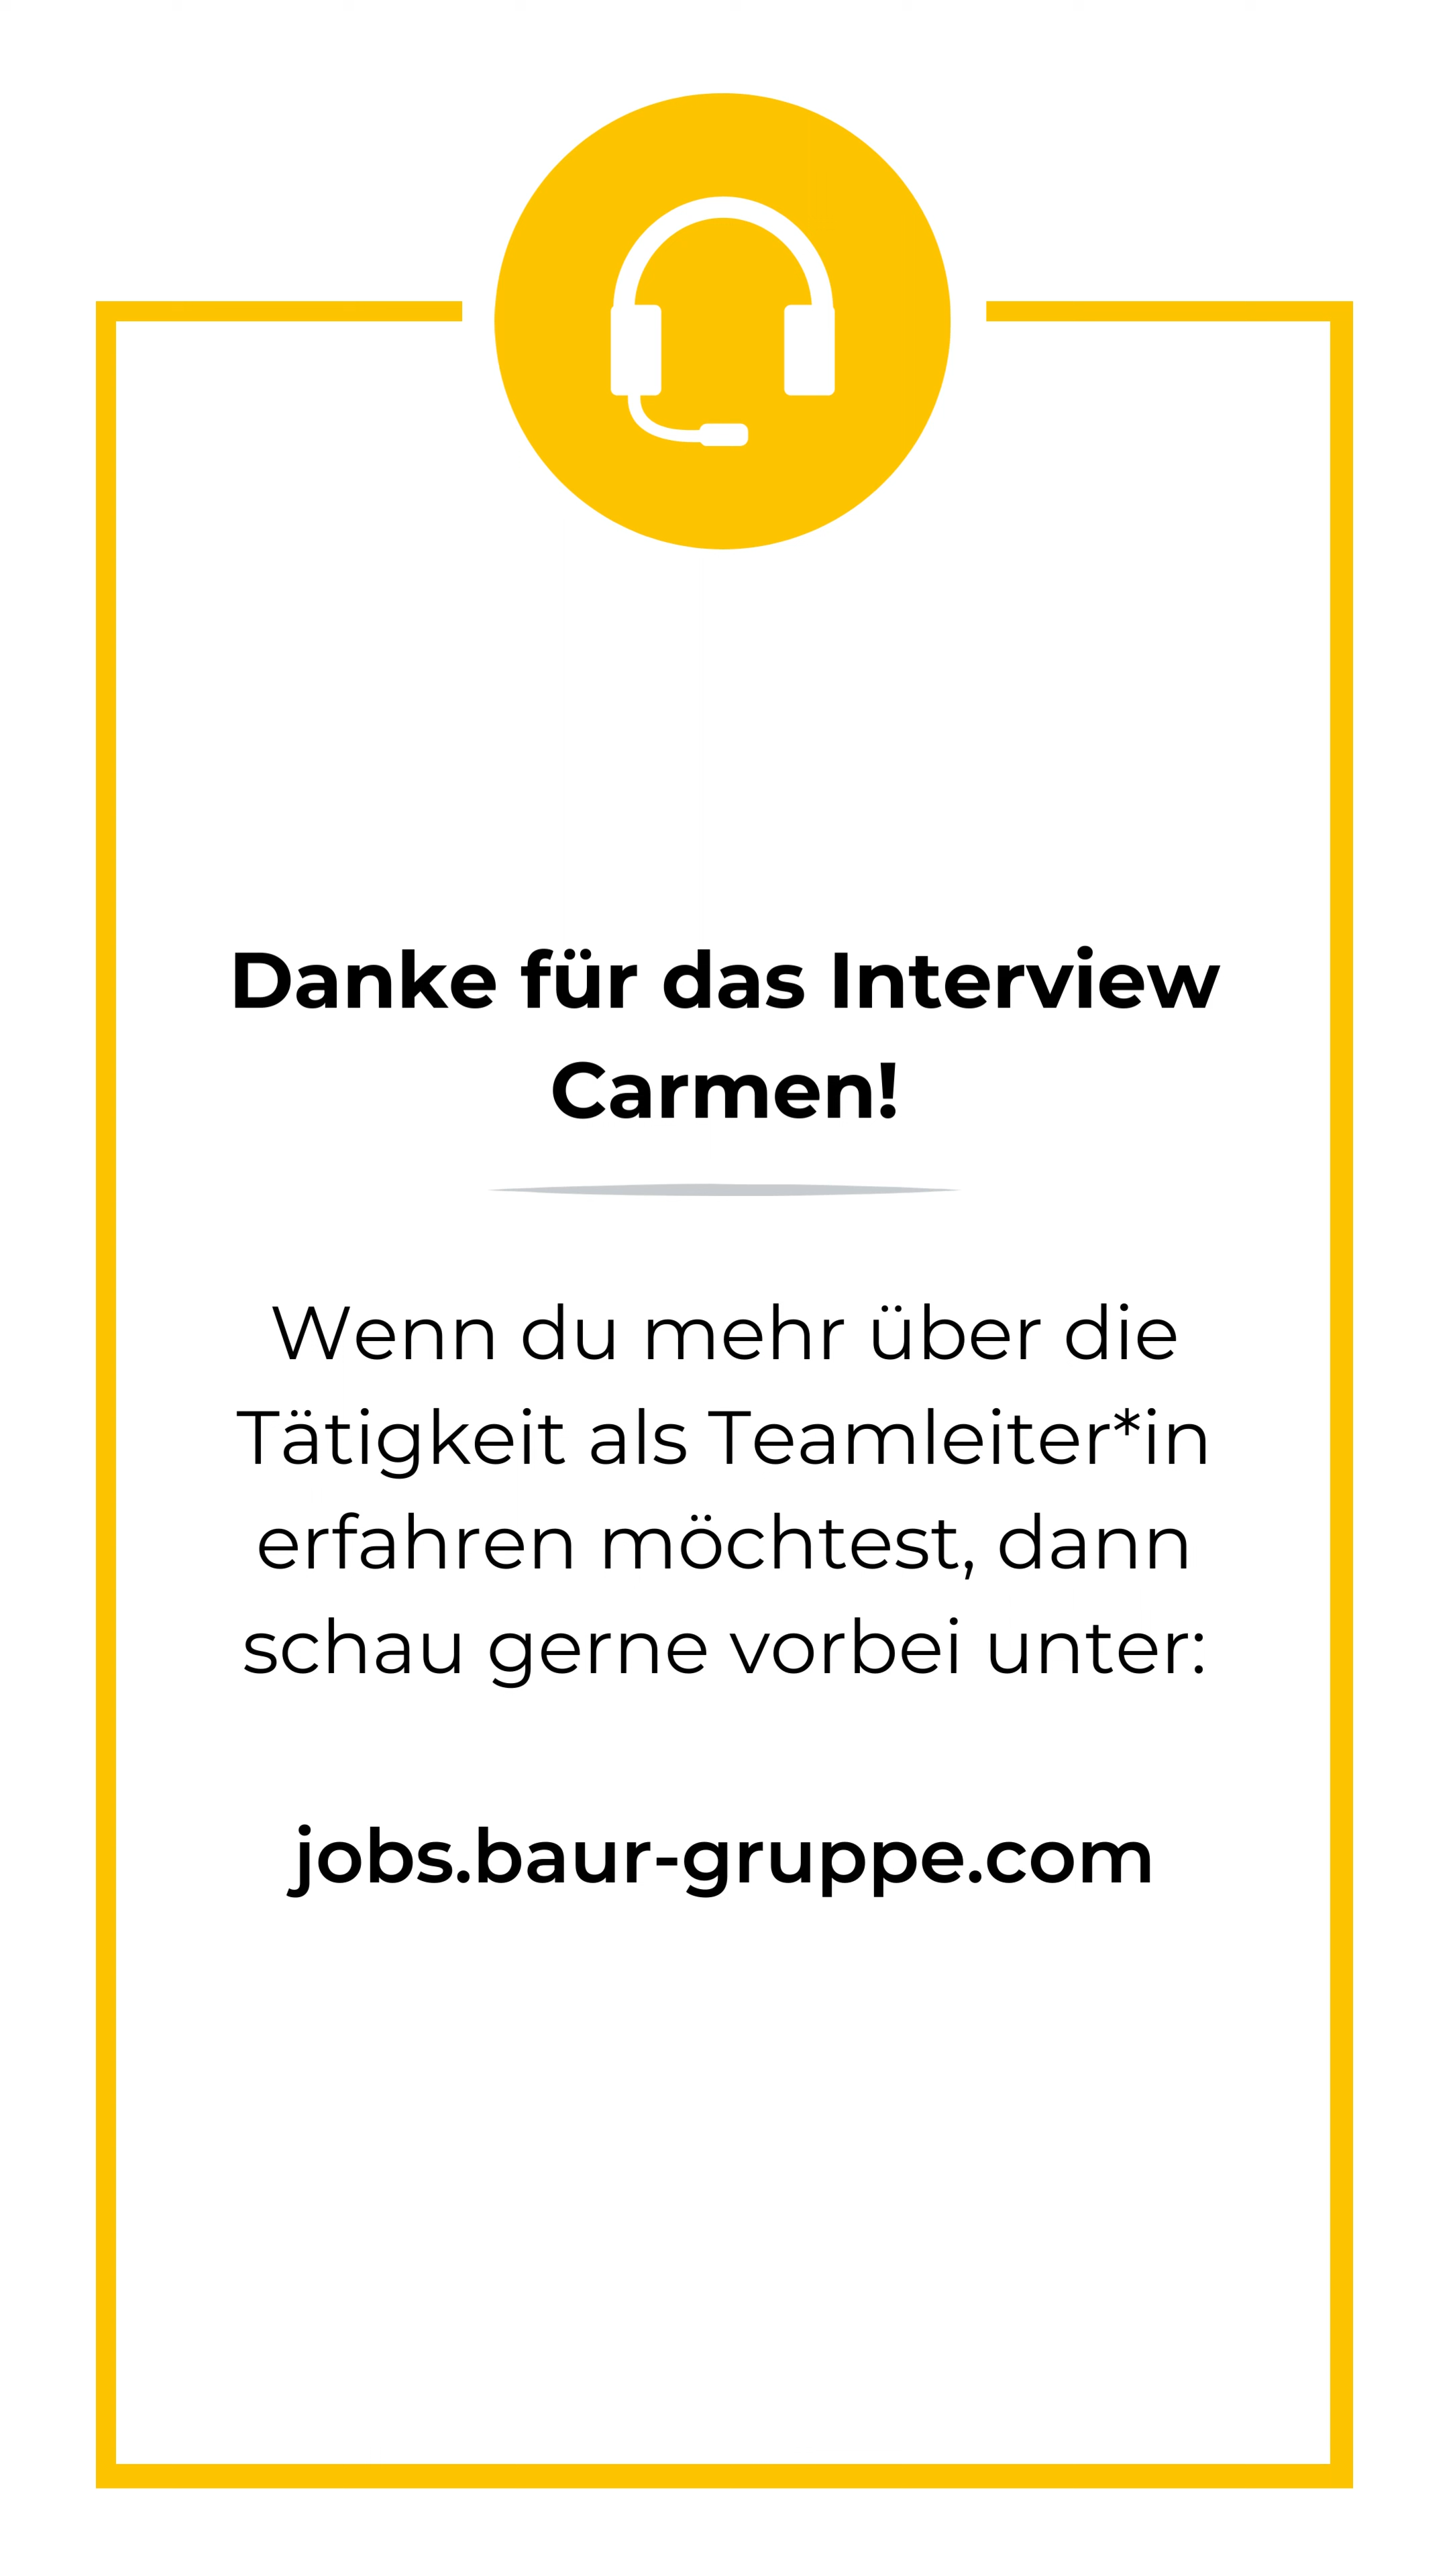 Danke für das Interview
Carmen!
Wenn du mehr über die
Tätigkeit als Teamleiter*in
erfahren möchtest, dann
schau gerne vorbei unter:
jobs.baur-gruppe.com